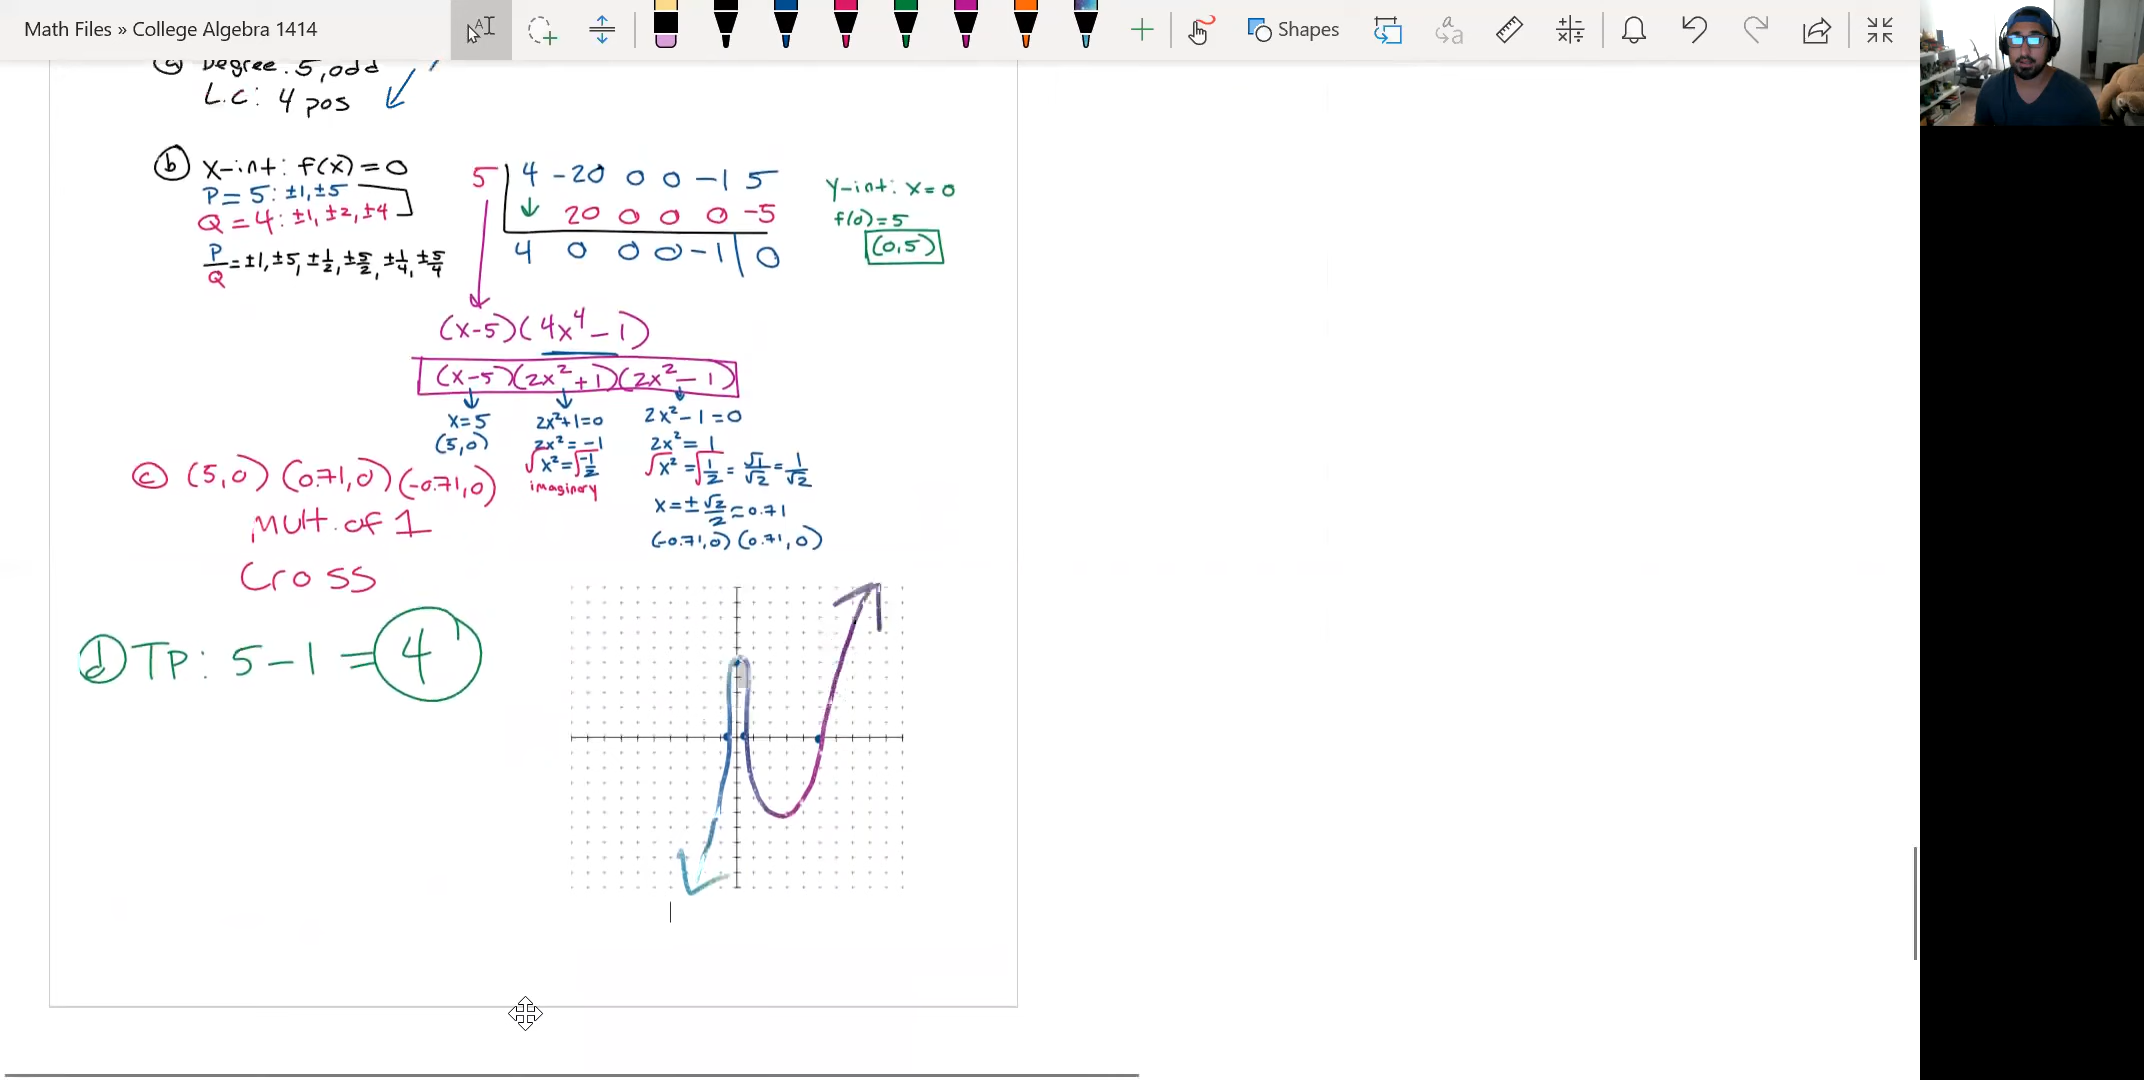 Math Files » College Algebra 1414
Shapes
(a) Degree: 5, odd
L.C: 4 pos
(b) x-int: f(x)=0
P=5: ±1, ±5
Q=4: ±1, ±2, ±4
P/Q = ±1, ±5, ±1/2, ±5/2, ±1/4, ±5/4
5 | 4 -20 0 0 -1 5
↓ 20 0 0 0 -5
4 0 0 0 -1 | 0
Y-int: x=0
f(0)=5
(0,5)
(x-5)(4x⁴-1)
(x-5)(2x²+1)(2x²-1)
x=5
(5,0)
2x²+1=0
2x²=-1
√x²=√-1/2
imaginary
2x²-1=0
2x²=1
√x²=√1/2=√1/√2=1/√2
x=±√2/2≈0.71
(-0.71,0) (0.71,0)
(c) (5,0) (0.71,0) (-0.71,0)
Mult. of 1
Cross
(d) TP: 5-1=4